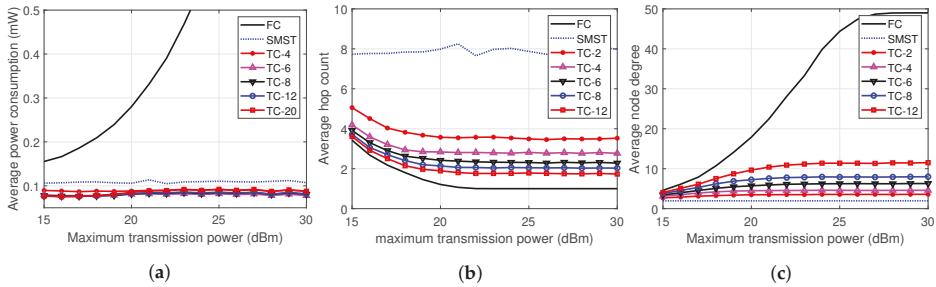 Average power consumption (mW)
0.5
0.4
0.3
0.2
0.1
FC
SMST
TC-4
TC-6
TC-8
TC-12
TC-20
15
20
25
30
Maximum transmission power (dBm)
(a)
Average hop count
10
8
6
4
2
0
FC
SMST
TC-2
TC-4
TC-6
TC-8
TC-12
15
20
25
30
maximum transmission power (dBm)
(b)
Average node degree
50
40
30
20
10
0
FC
SMST
TC-2
TC-4
TC-6
TC-8
TC-12
15
20
25
30
Maximum transmission power (dBm)
(c)